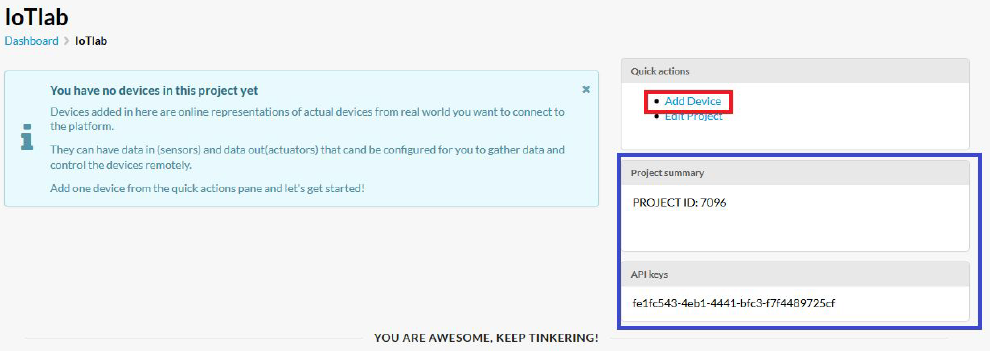 IoTlab
Dashboard > IoTlab
You have no devices in this project yet
Devices added in here are online representations of actual devices from real world you want to connect to
the platform.
They can have data in (sensors) and data out(actuators) that cand be configured for you to gather data and
control the devices remotely.
Add one device from the quick actions pane and let's get started!
Quick actions
• Add Device
• Edit Project
Project summary
PROJECT ID: 7096
API keys
fe1fc543-4eb1-4441-bfc3-f7f4489725cf
YOU ARE AWESOME, KEEP TINKERING!